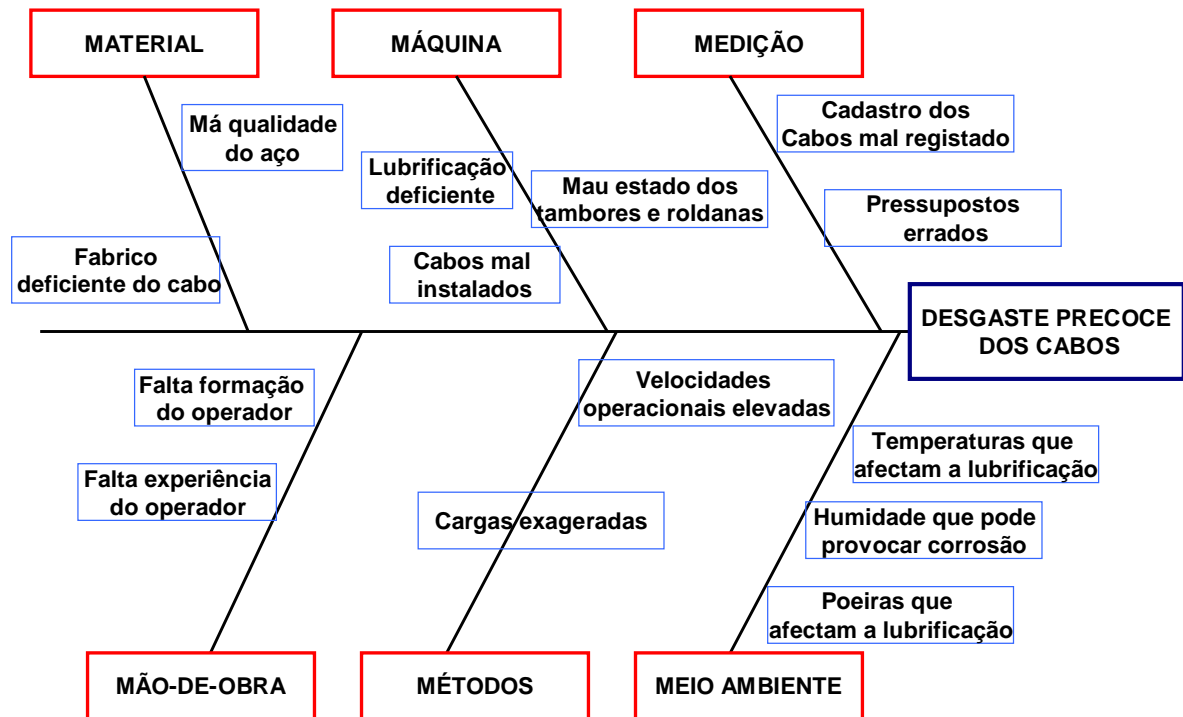 MATERIAL
MÁQUINA
MEDIÇÃO
Má qualidade
do aço
Fabrico
deficiente do cabo
Lubrificação
deficiente
Mau estado dos
tambores e roldanas
Cabos mal
instalados
Cadastro dos
Cabos mal registado
Pressupostos
errados
DESGASTE PRECOCE
DOS CABOS
Falta formação
do operador
Falta experiência
do operador
Velocidades
operacionais elevadas
Cargas exageradas
Temperaturas que
afectam a lubrificação
Humidade que pode
provocar corrosão
Poeiras que
afectam a lubrificação
MÃO-DE-OBRA
MÉTODOS
MEIO AMBIENTE